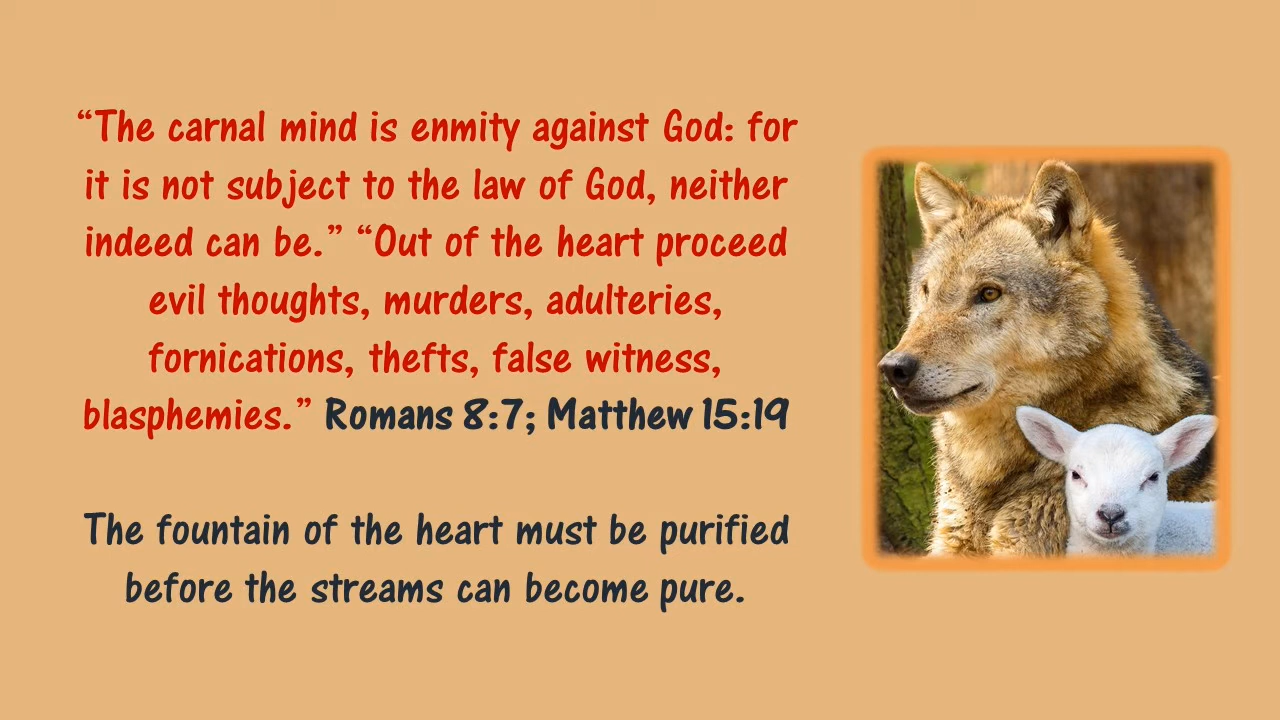 “The carnal mind is enmity against God: for
it is not subject to the law of God, neither
indeed can be.” “Out of the heart proceed
evil thoughts, murders, adulteries,
fornications, thefts, false witness,
blasphemies.” Romans 8:7; Matthew 15:19
The fountain of the heart must be purified
before the streams can become pure.